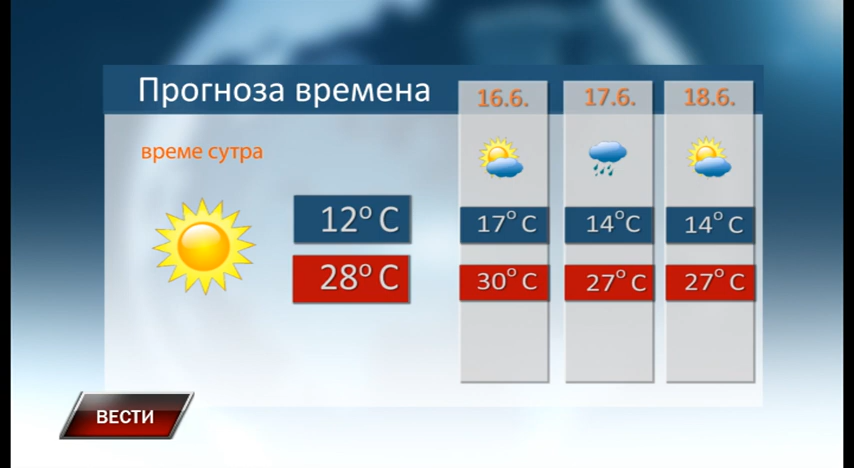 Прогноза времена
време сутра
12° C
28° C
16.6.
17° C
30° C
17.6.
14°C
27° C
18.6.
14° C
27° C
ВЕСТИ